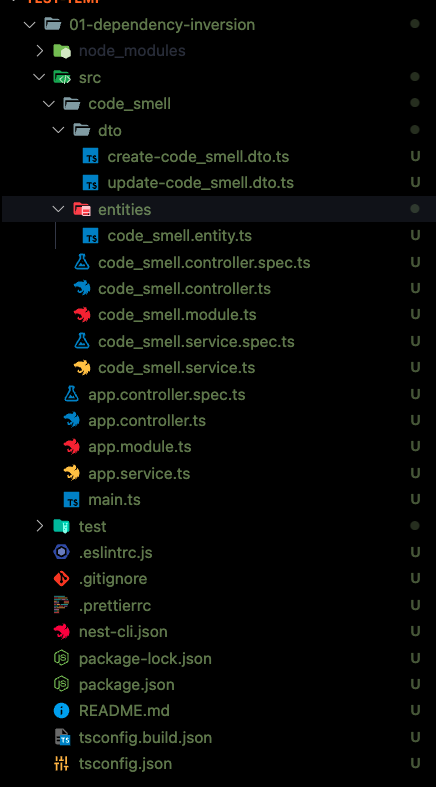 01-dependency-inversion
node_modules
src
code_smell
dto
create-code_smell.dto.ts U
update-code_smell.dto.ts U
entities
code_smell.entity.ts U
code_smell.controller.spec.ts U
code_smell.controller.ts U
code_smell.module.ts U
code_smell.service.spec.ts U
code_smell.service.ts U
app.controller.spec.ts U
app.controller.ts U
app.module.ts U
app.service.ts U
main.ts U
test
.eslintrc.js U
.gitignore U
.prettierrc U
nest-cli.json U
package-lock.json U
package.json U
README.md U
tsconfig.build.json U
tsconfig.json U